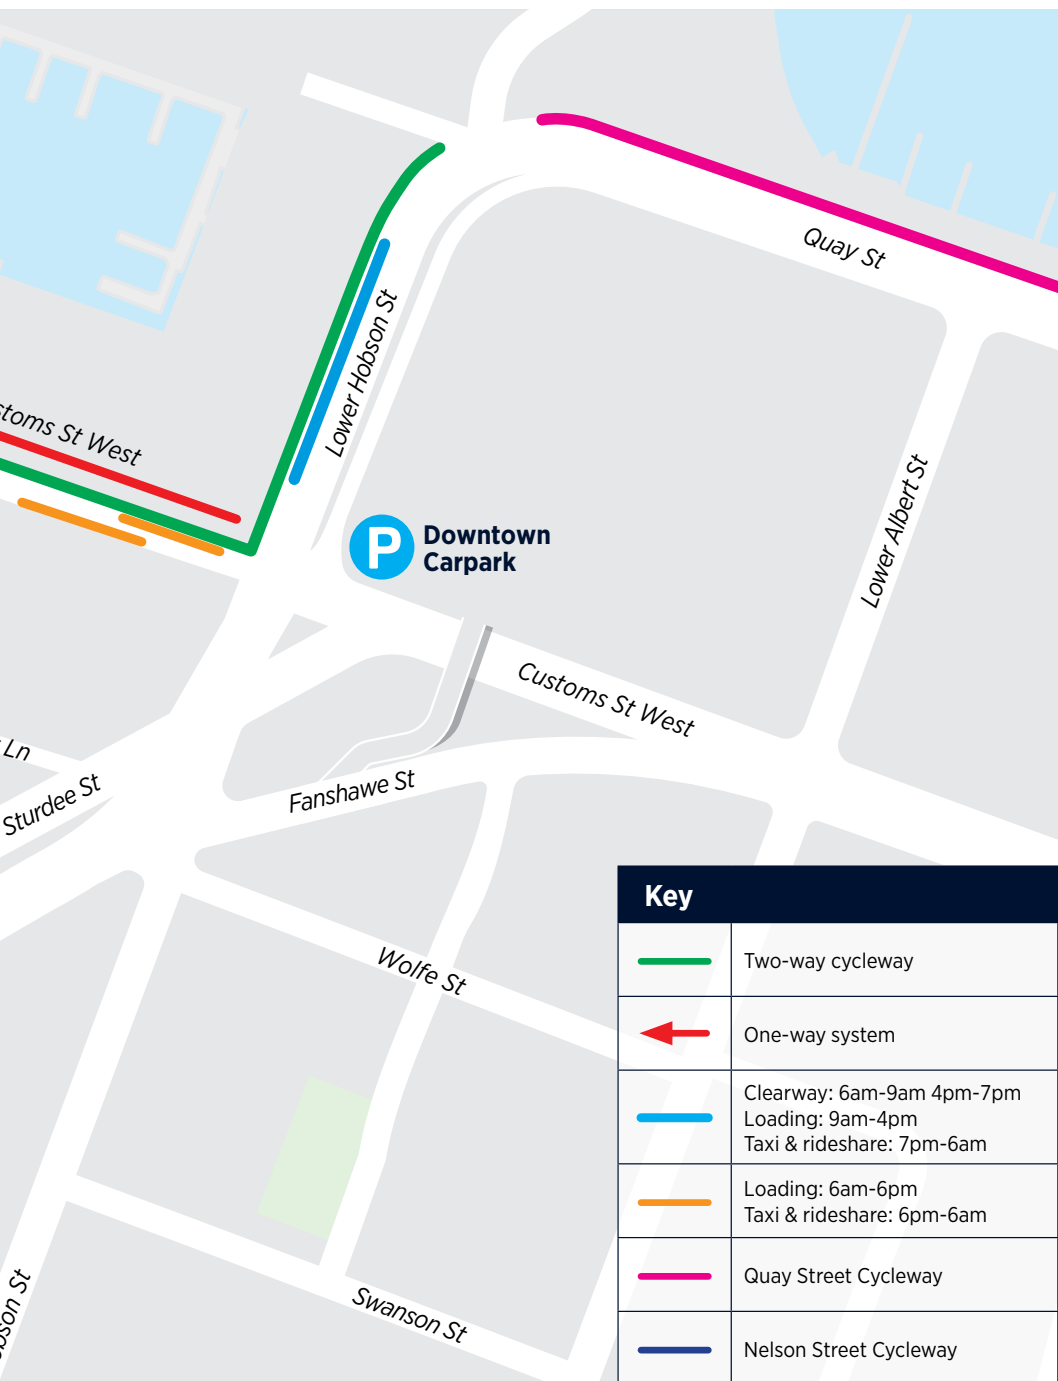 Quay St
Lower Hobson St
stoms St West
Lower Albert St
P
Downtown
Carpark
Customs St West
Ln
Sturdee St
Fanshawe St
Wolfe St
Swanson St
bson St
Key
Two-way cycleway
One-way system
Clearway: 6am-9am 4pm-7pm
Loading: 9am-4pm
Taxi & rideshare: 7pm-6am
Loading: 6am-6pm
Taxi & rideshare: 6pm-6am
Quay Street Cycleway
Nelson Street Cycleway